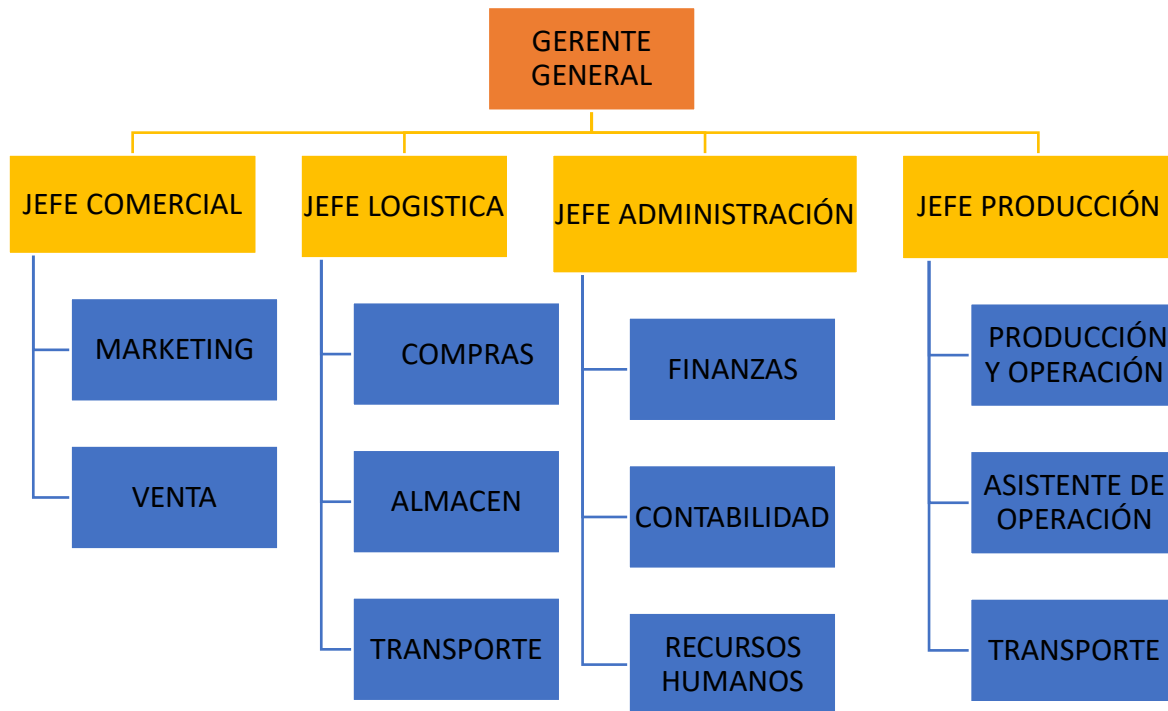 GERENTE
GENERAL
JEFE COMERCIAL
JEFE LOGISTICA
JEFE ADMINISTRACIÓN
JEFE PRODUCCIÓN
MARKETING
VENTA
COMPRAS
ALMACEN
TRANSPORTE
FINANZAS
CONTABILIDAD
RECURSOS
HUMANOS
PRODUCCIÓN
Y OPERACIÓN
ASISTENTE DE
OPERACIÓN
TRANSPORTE